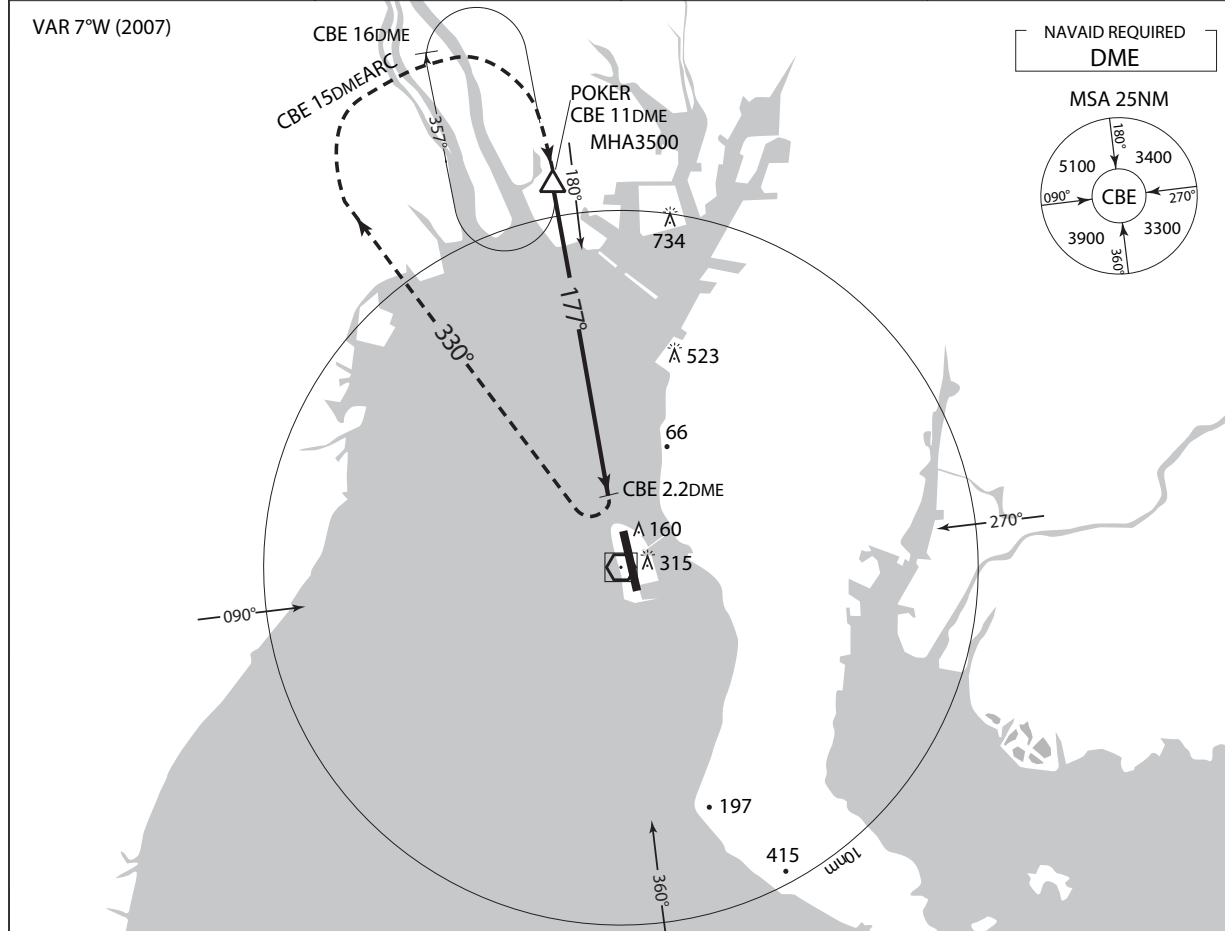 VAR 7°W (2007)
CBE 16DME
CBE 15DMEARC
357°
POKER
CBE 11DME
MHA3500
180°
NAVAID REQUIRED
DME
MSA 25NM
180°
5100
3400
090°
CBE
270°
3900
3300
360°
734
177°
330°
523
66
CBE 2.2DME
160
315
270°
090°
197
415
10nm
360°